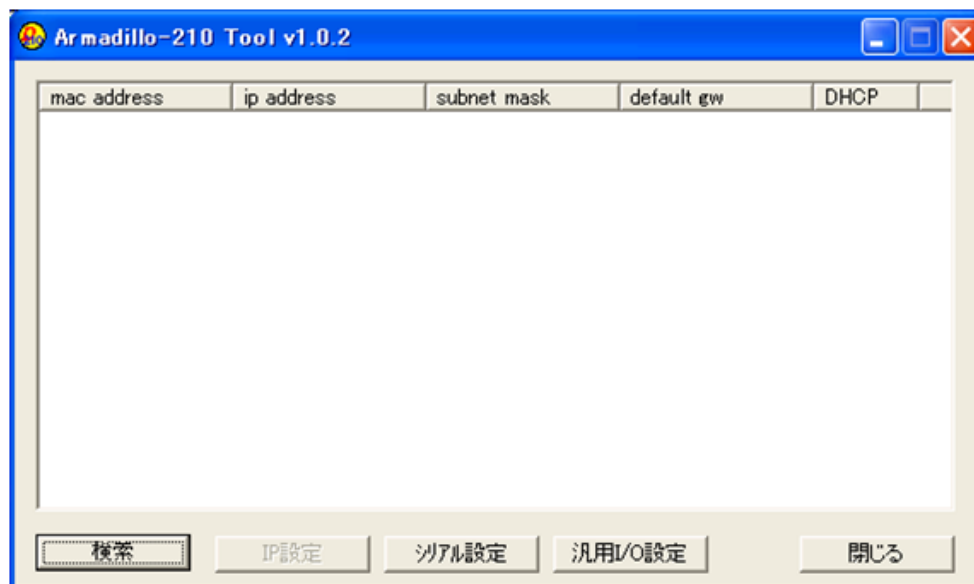 Armadillo-210 Tool v1.0.2
mac address ip address subnet mask default gw DHCP
検索 IP設定 シリアル設定 汎用I/O設定 閉じる